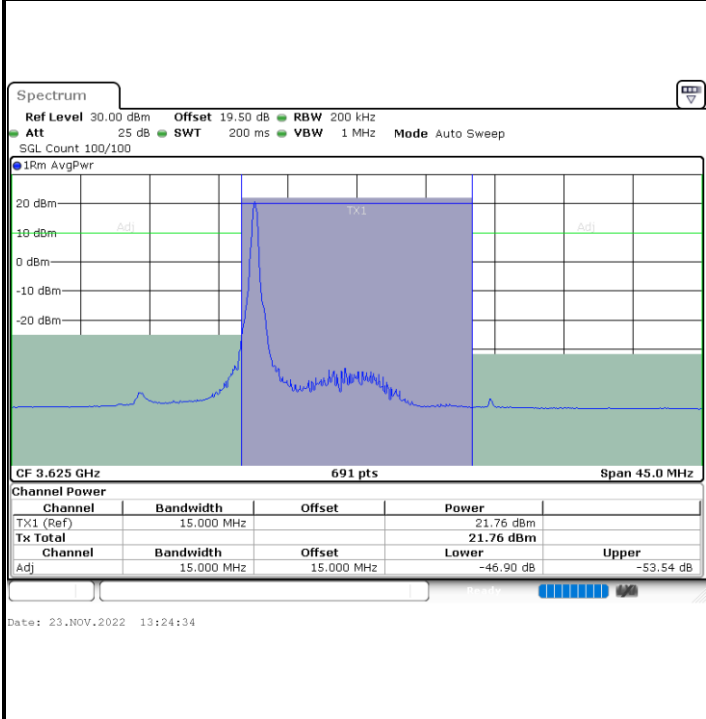 Spectrum
Ref Level 30.00 dBm Offset 19.50 dB RBW 200 kHz
Att 25 dB SWT 200 ms VBW 1 MHz Mode Auto Sweep
SGL Count 100/100
1Rm AvgPwr
20 dBm
TX1
Adj
Adj
10 dBm
0 dBm
-10 dBm
-20 dBm
CF 3.625 GHz 691 pts Span 45.0 MHz
Channel Power
Channel Bandwidth Offset Power
TX1 (Ref) 15.000 MHz 21.76 dBm
Tx Total 21.76 dBm
Channel Bandwidth Offset Lower Upper
Adj 15.000 MHz 15.000 MHz -46.90 dB -53.54 dB
Ready
Date: 23.NOV.2022 13:24:34